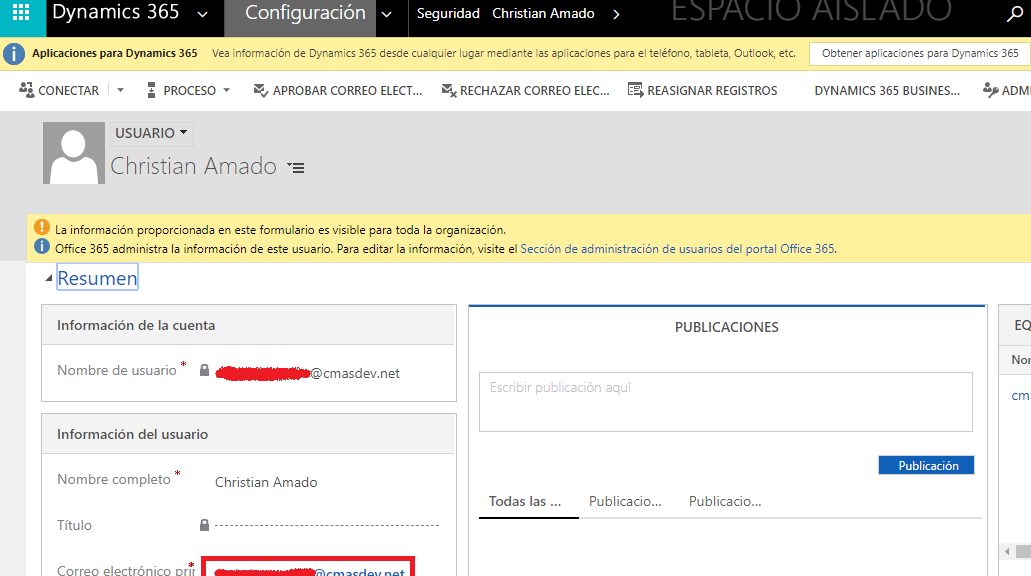 Dynamics 365 Configuración Seguridad Christian Amado ESPACIO AISLADO
Aplicaciones para Dynamics 365 Vea información de Dynamics 365 desde cualquier lugar mediante las aplicaciones para el teléfono, tableta, Outlook, etc. Obtener aplicaciones para Dynamics 365
CONECTAR PROCESO APROBAR CORREO ELECT... RECHAZAR CORREO ELEC... REASIGNAR REGISTROS DYNAMICS 365 BUSINES... ADMI
USUARIO
Christian Amado
La información proporcionada en este formulario es visible para toda la organización.
Office 365 administra la información de este usuario. Para editar la información, visite el Sección de administración de usuarios del portal Office 365.
Resumen
Información de la cuenta
Nombre de usuario * @cmasdev.net
Información del usuario
Nombre completo * Christian Amado
Título
Correo electrónico pri * @cmasdev.net
PUBLICACIONES
Escribir publicación aquí
Publicación
Todas las ... Publicacio... Publicacio...
EQ
Nor
cma